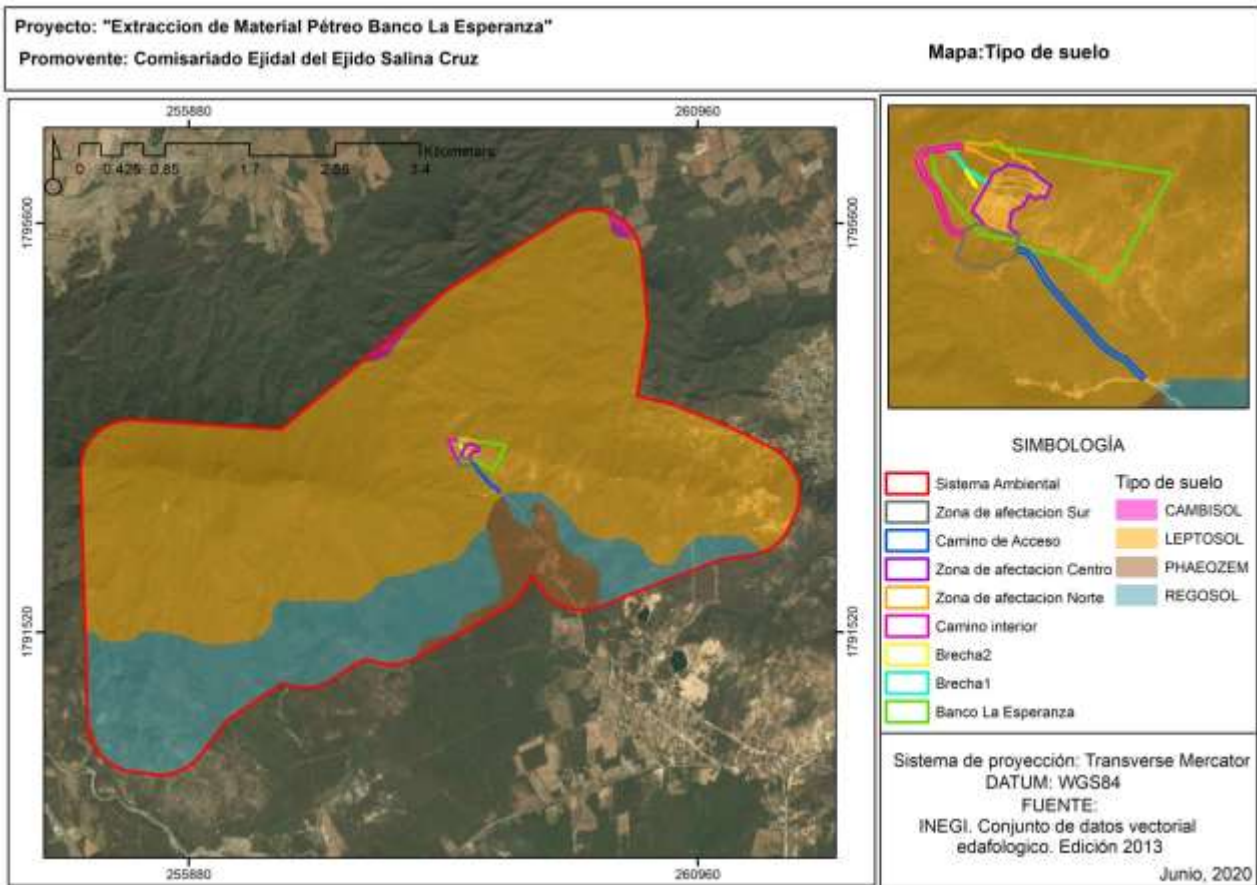 Proyecto: "Extraccion de Material Pétreo Banco La Esperanza"
Promovente: Comisariado Ejidal del Ejido Salina Cruz
Mapa:Tipo de suelo
255880
260960
Kilometers
0 0.425 0.85 1.7 2.55 3.4
1795600
1795600
1791520
1791520
255880
260960
SIMBOLOGÍA
Sistema Ambiental
Zona de afectacion Sur
Camino de Acceso
Zona de afectacion Centro
Zona de afectacion Norte
Camino interior
Brecha2
Brecha1
Banco La Esperanza
Tipo de suelo
CAMBISOL
LEPTOSOL
PHAEOZEM
REGOSOL
Sistema de proyección: Transverse Mercator
DATUM: WGS84
FUENTE:
INEGI. Conjunto de datos vectorial
edafologico. Edición 2013
Junio, 2020